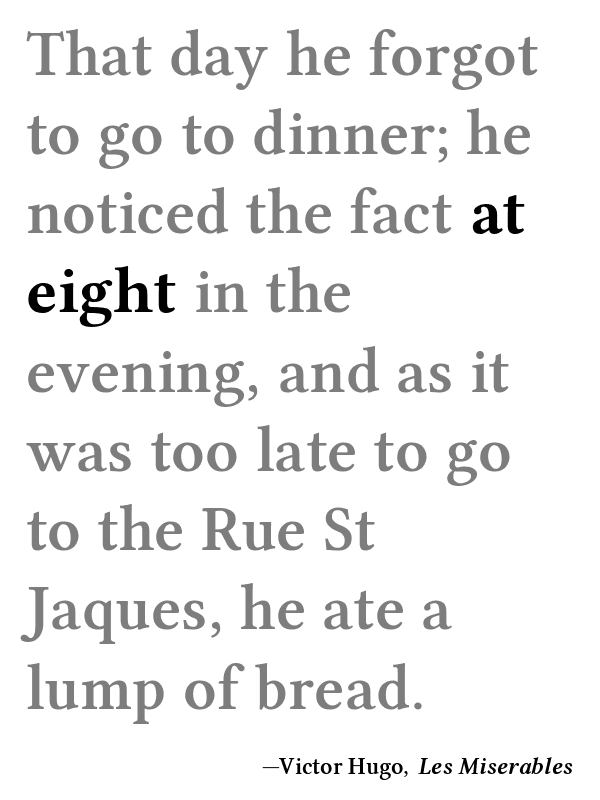 That day he forgot
to go to dinner; he
noticed the fact at
eight in the
evening, and as it
was too late to go
to the Rue St
Jaques, he ate a
lump of bread.
—Victor Hugo, Les Miserables